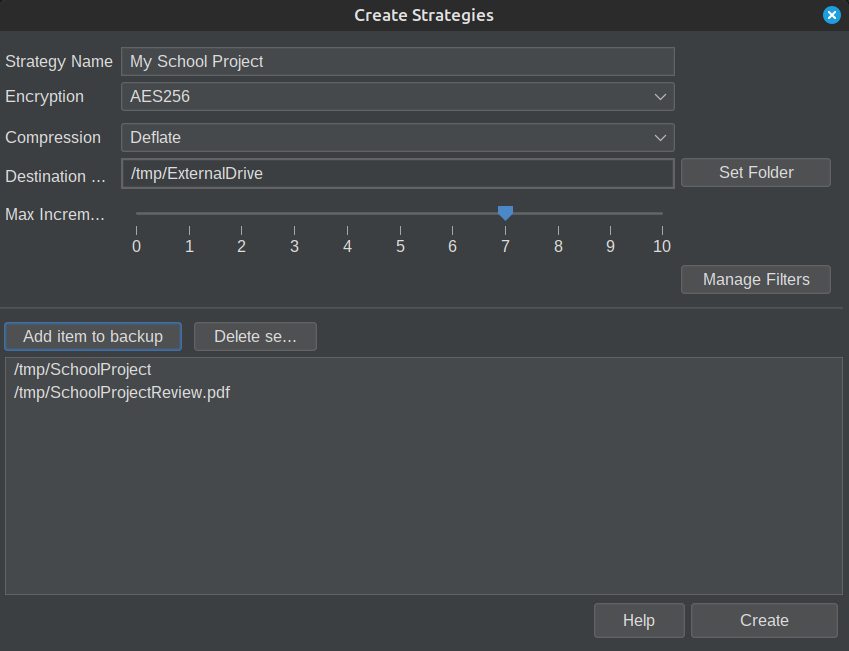 Create Strategies
Strategy Name My School Project
Encryption AES256
Compression Deflate
Destination ... /tmp/ExternalDrive Set Folder
Max Increm...
0 1 2 3 4 5 6 7 8 9 10
Manage Filters
Add item to backup Delete se...
/tmp/SchoolProject
/tmp/SchoolProjectReview.pdf
Help Create